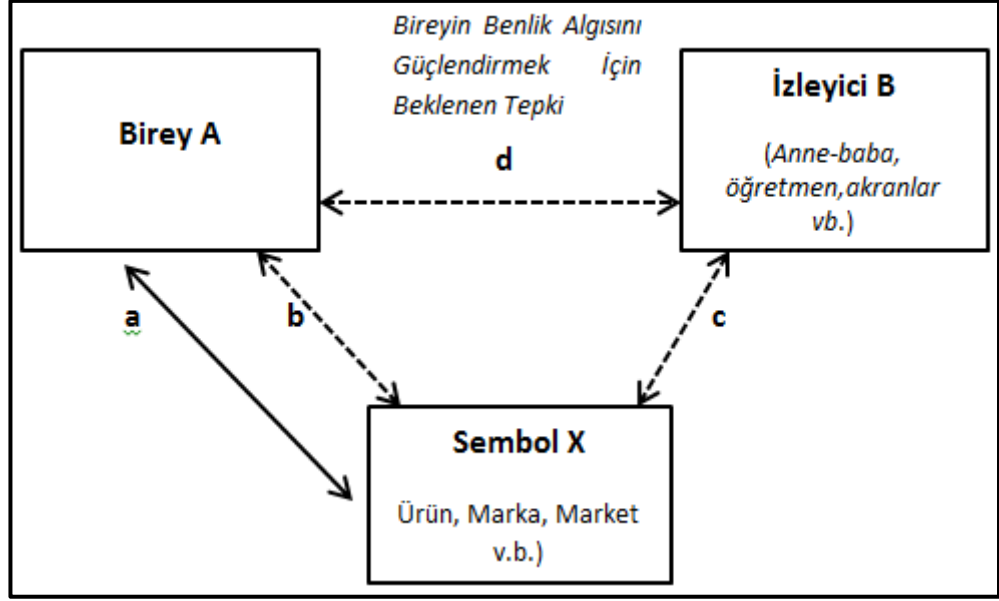 Bireyin Benlik Algısını
Güçlendirmek İçin
Beklenen Tepki
Birey A
d
İzleyici B
(Anne-baba,
öğretmen,akranlar
vb.)
a
b
c
Sembol X
Ürün, Marka, Market
v.b.)